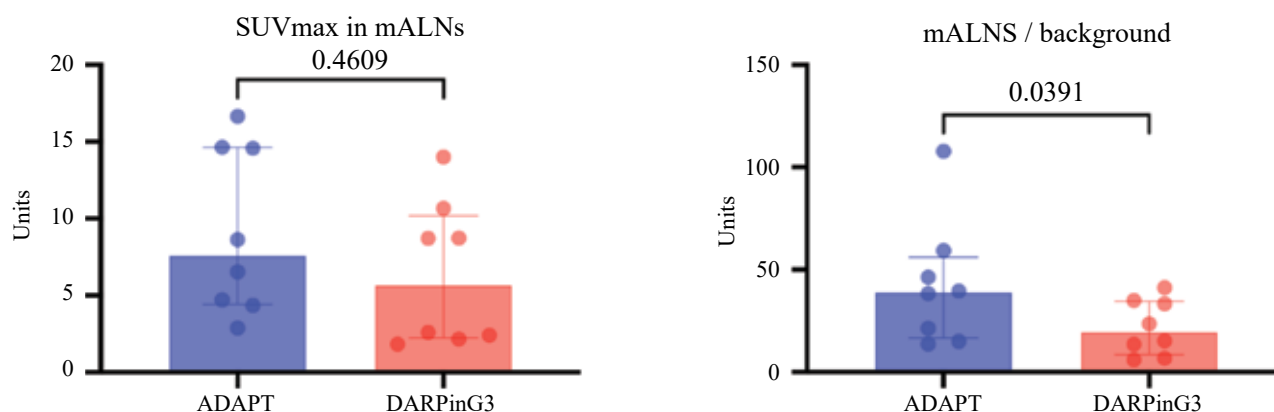 SUVmax in mALNs
0.4609
20
15
10
5
0
Units
ADAPT
DARPinG3
mALNS / background
0.0391
150
100
50
0
Units
ADAPT
DARPinG3